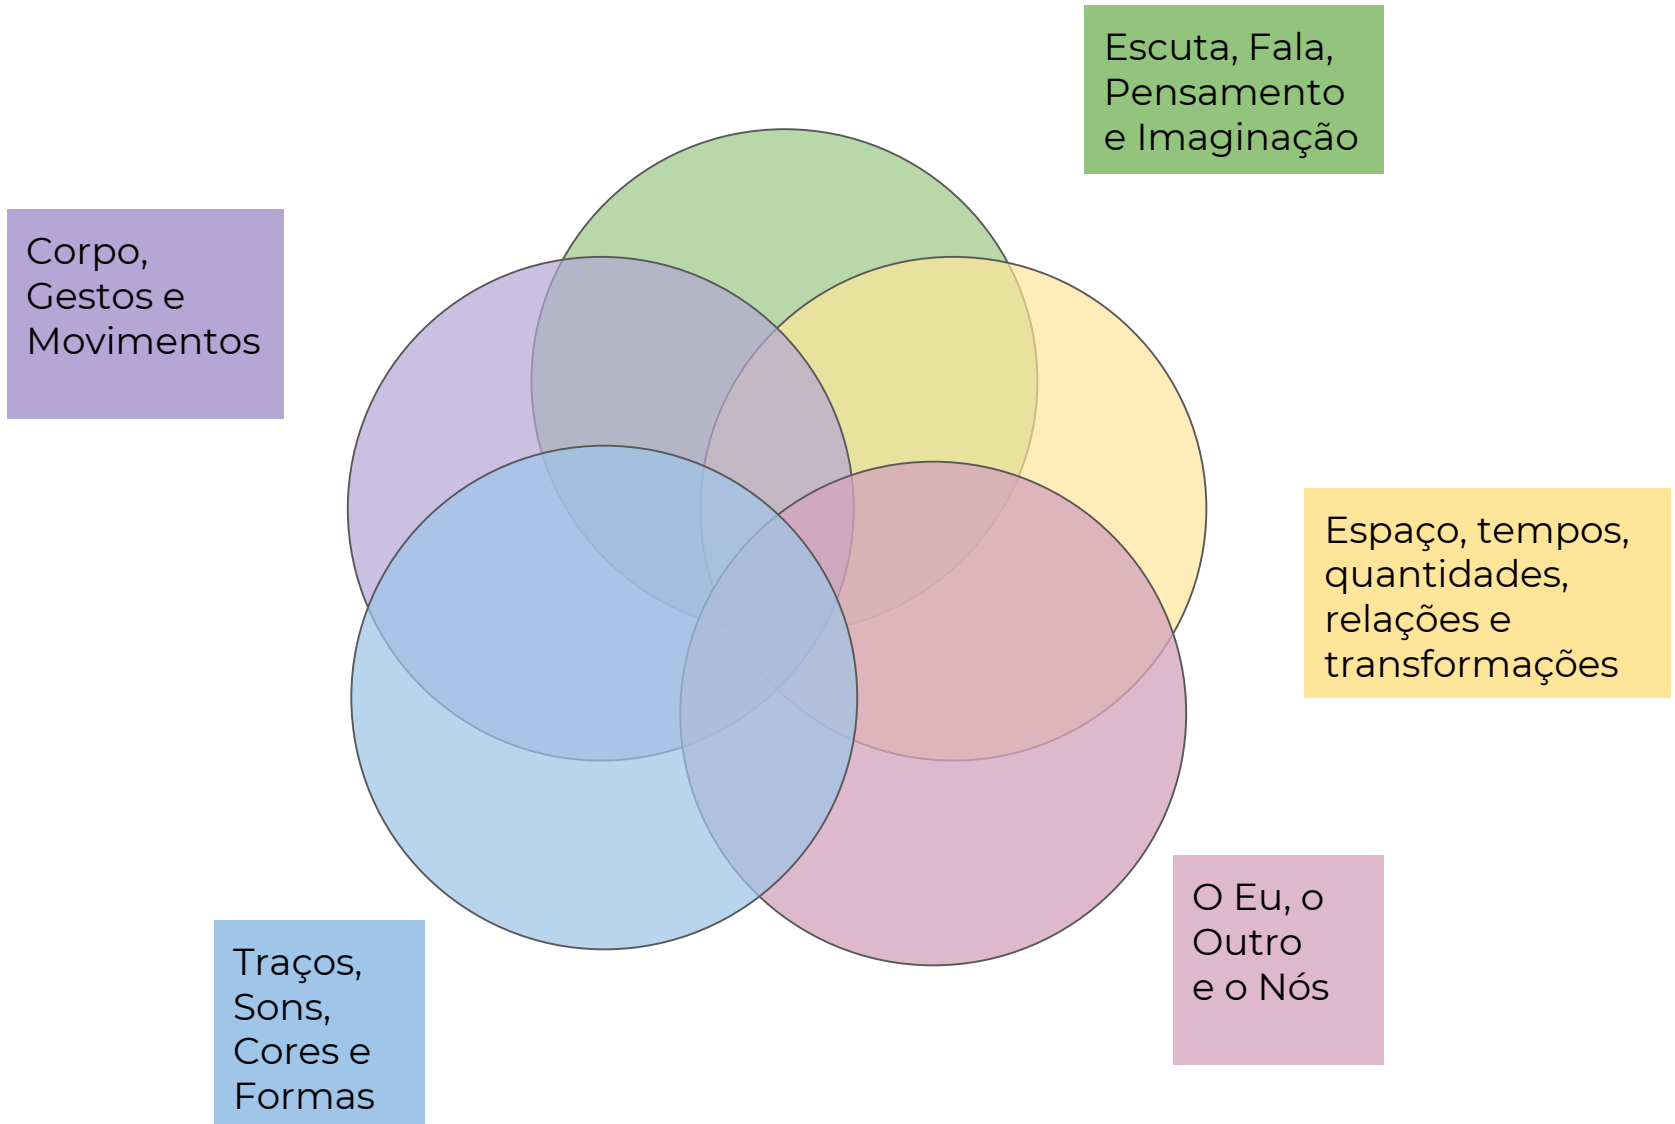 Escuta, Fala,
Pensamento
e Imaginação
Corpo,
Gestos e
Movimentos
Espaço, tempos,
quantidades,
relações e
transformações
O Eu, o
Outro
e o Nós
Traços,
Sons,
Cores e
Formas